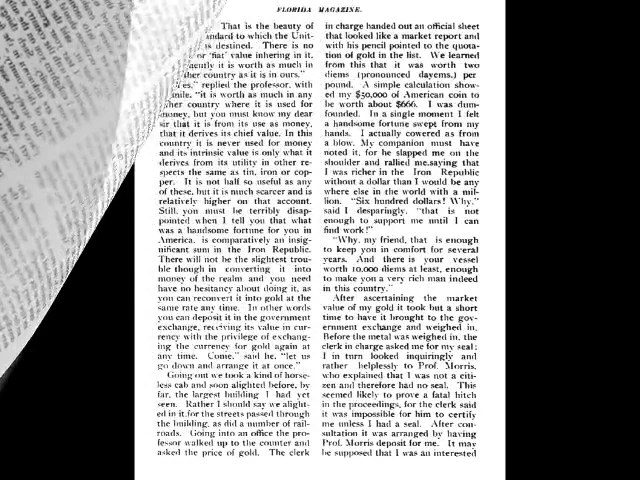 FLORIDA MAGAZINE.
That is the beauty of
standard to which the Unit-
is destined. There is no
or 'fiat' value inhering in it,
it is worth as much in
other country as it is in ours."
replied the professor, with
"it is worth as much in any
other country where it is used for
money, but you must know my dear
sir that it is from its use as money,
that it derives its chief value. In this
country it is never used for money
and its intrinsic value is only what it
derives from its utility in other re-
spects the same as tin, iron or cop-
per. It is not half so useful as any
of these, but it is much scarcer and is
relatively higher on that account.
Still, you must be terribly disap-
pointed when I tell you that what
was a handsome fortune for you in
America, is comparatively an insig-
nificant sum in the Iron Republic.
There will not be the slightest trou-
ble though in converting it into
money of the realm and you need
have no hesitancy about doing it, as
you can reconvert it into gold at the
same rate any time. In other words
you can deposit it in the government
exchange, receiving its value in cur-
rency with the privilege of exchang-
ing the currency for gold again at
any time. Come," said he, "let us
go down and arrange it at once."
Going out we took a kind of horse-
less cab and soon alighted before, by
far, the largest building I had yet
seen. Rather I should say we alight-
ed in it,for the streets passed through
the building, as did a number of rail-
roads. Going into an office the pro-
fessor walked up to the counter and
asked the price of gold. The clerk
in charge handed out an official sheet
that looked like a market report and
with his pencil pointed to the quota-
tion of gold in the list. We learned
from this that it was worth two
diems (pronounced dayems.) per
pound. A simple calculation show-
ed my $50,000 of American coin to
be worth about $666. I was dum-
founded. In a single moment I felt
a handsome fortune swept from my
hands. I actually cowered as from
a blow. My companion must have
noted it, for he slapped me on the
shoulder and rallied me,saying that
I was richer in the Iron Republic
without a dollar than I would be any
where else in the world with a mil-
lion. "Six hundred dollars! Why,"
said I desparingly, "that is not
enough to support me until I can
find work!"
"Why, my friend, that is enough
to keep you in comfort for several
years. And there is your vessel
worth 10,000 diems at least, enough
to make you a very rich man indeed
in this country."
After ascertaining the market
value of my gold it took but a short
time to have it brought to the gov-
ernment exchange and weighed in.
Before the metal was weighed in, the
clerk in charge asked me for my seal;
I in turn looked inquiringly and
rather helplessly to Prof. Morris,
who explained that I was not a citi-
zen and therefore had no seal. This
seemed likely to prove a fatal hitch
in the proceedings, for the clerk said
it was impossible for him to certify
me unless I had a seal. After con-
sultation it was arranged by having
Prof. Morris deposit for me. It may
be supposed that I was an interested